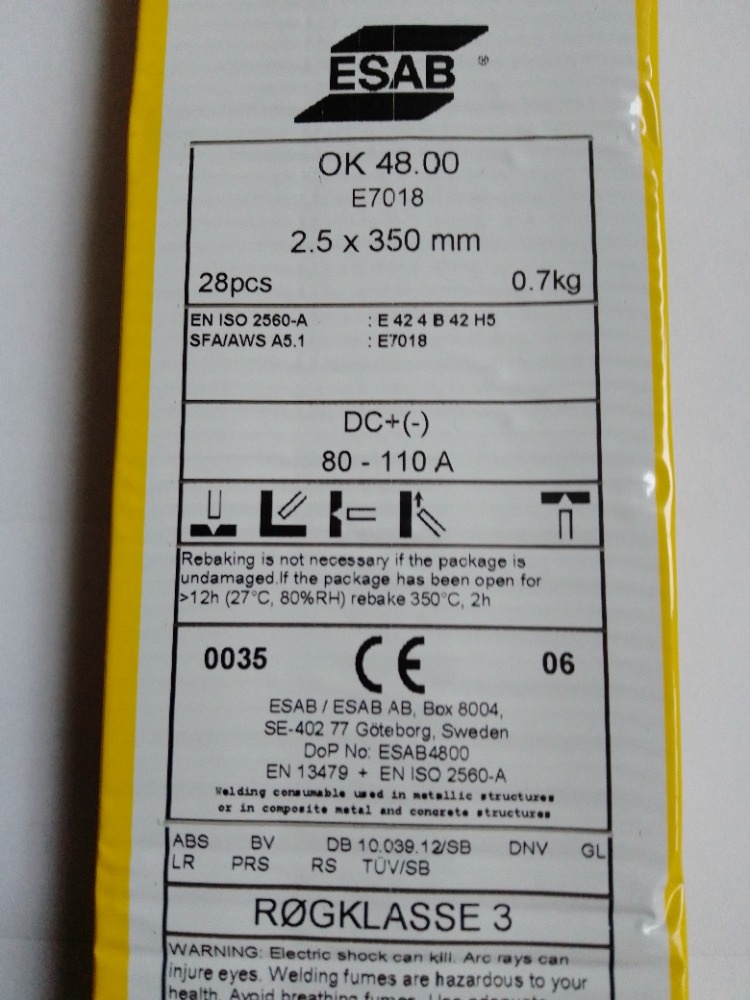 ESAB ®
OK 48.00
E7018
2.5 x 350 mm
28pcs 0.7kg
EN ISO 2560-A : E 42 4 B 42 H5
SFA/AWS A5.1 : E7018
DC+(-)
80 - 110 A
Rebaking is not necessary if the package is
undamaged.If the package has been open for
>12h (27°C, 80%RH) rebake 350°C, 2h
0035 CE 06
ESAB / ESAB AB, Box 8004,
SE-402 77 Göteborg, Sweden
DoP No: ESAB4800
EN 13479 + EN ISO 2560-A
Welding consumable used in metallic structures
or in composite metal and concrete structures
ABS BV DB 10.039.12/SB DNV GL
LR PRS RS TÜV/SB
RØGKLASSE 3
WARNING: Electric shock can kill. Arc rays can
injure eyes. Welding fumes are hazardous to your
health. Avoid breathing fumes. Use adequate